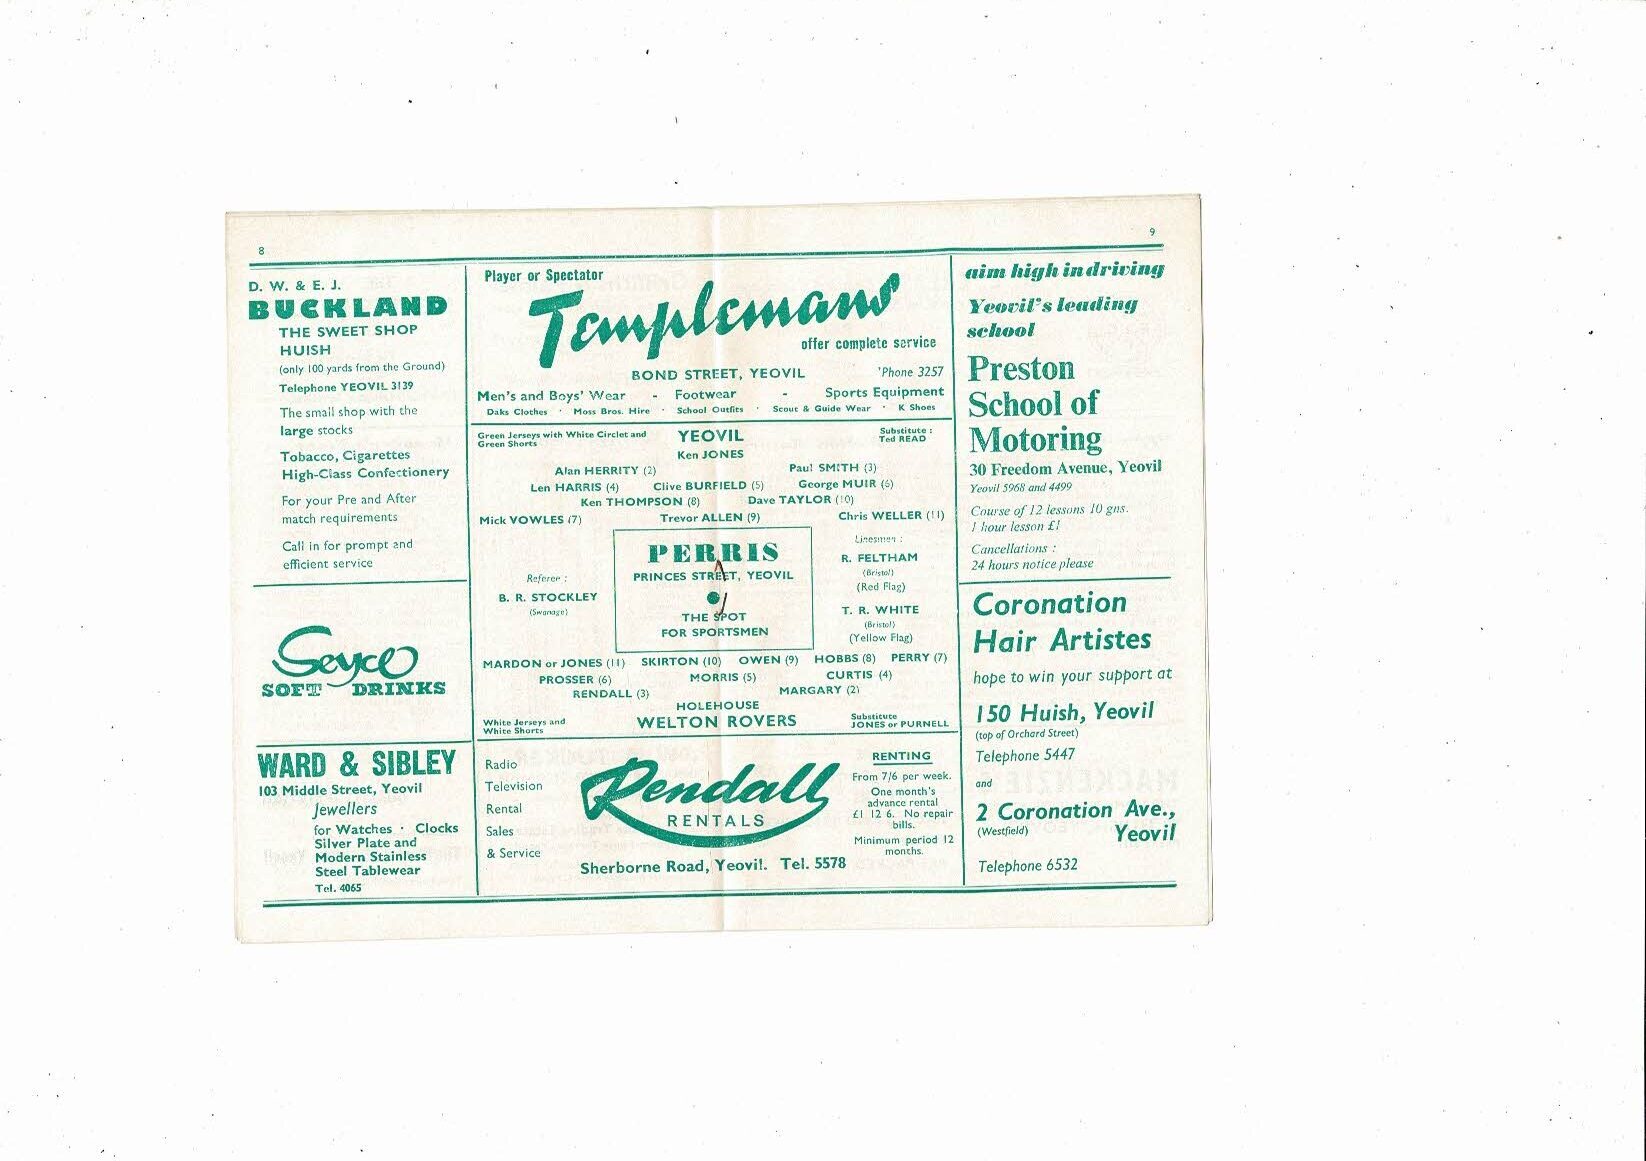 8
9
D. W. & E. J.
BUCKLAND
THE SWEET SHOP
HUISH
(only 100 yards from the Ground)
Telephone YEOVIL 3139
The small shop with the
large stocks
Tobacco, Cigarettes
High-Class Confectionery
For your Pre and After
match requirements
Call in for prompt and
efficient service
Seyco
SOFT DRINKS
WARD & SIBLEY
103 Middle Street, Yeovil
Jewellers
for Watches · Clocks
Silver Plate and
Modern Stainless
Steel Tablewear
Tel. 4065
Player or Spectator
Templemans
offer complete service
BOND STREET, YEOVIL 'Phone 3257
Men's and Boys' Wear - Footwear - Sports Equipment
Daks Clothes · Moss Bros. Hire · School Outfits · Scout & Guide Wear · K Shoes
Green Jerseys with White Circlet and
Green Shorts
YEOVIL
Substitute :
Ted READ
Ken JONES
Alan HERRITY (2) Paul SMITH (3)
Len HARRIS (4) Clive BURFIELD (5) George MUIR (6)
Ken THOMPSON (8) Dave TAYLOR (10)
Mick VOWLES (7) Trevor ALLEN (9) Chris WELLER (11)
Referee :
B. R. STOCKLEY
(Swanage)
PERRIS
PRINCES STREET, YEOVIL
THE SPOT
FOR SPORTSMEN
Linesmen :
R. FELTHAM
(Bristol)
(Red Flag)
T. R. WHITE
(Bristol)
(Yellow Flag)
MARDON or JONES (11) SKIRTON (10) OWEN (9) HOBBS (8) PERRY (7)
PROSSER (6) MORRIS (5) CURTIS (4)
RENDALL (3) MARGARY (2)
HOLEHOUSE
White Jerseys and
White Shorts
WELTON ROVERS
Substitute
JONES or PURNELL
Radio
Television
Rental
Sales
& Service
Rendall
RENTALS
Sherborne Road, Yeovil. Tel. 5578
RENTING
From 7/6 per week.
One month's
advance rental
£1 12 6. No repair
bills.
Minimum period 12
months.
aim high in driving
Yeovil's leading
school
Preston
School of
Motoring
30 Freedom Avenue, Yeovil
Yeovil 5968 and 4499
Course of 12 lessons 10 gns.
1 hour lesson £1
Cancellations :
24 hours notice please
Coronation
Hair Artistes
hope to win your support at
150 Huish, Yeovil
(top of Orchard Street)
Telephone 5447
and
2 Coronation Ave.,
(Westfield) Yeovil
Telephone 6532